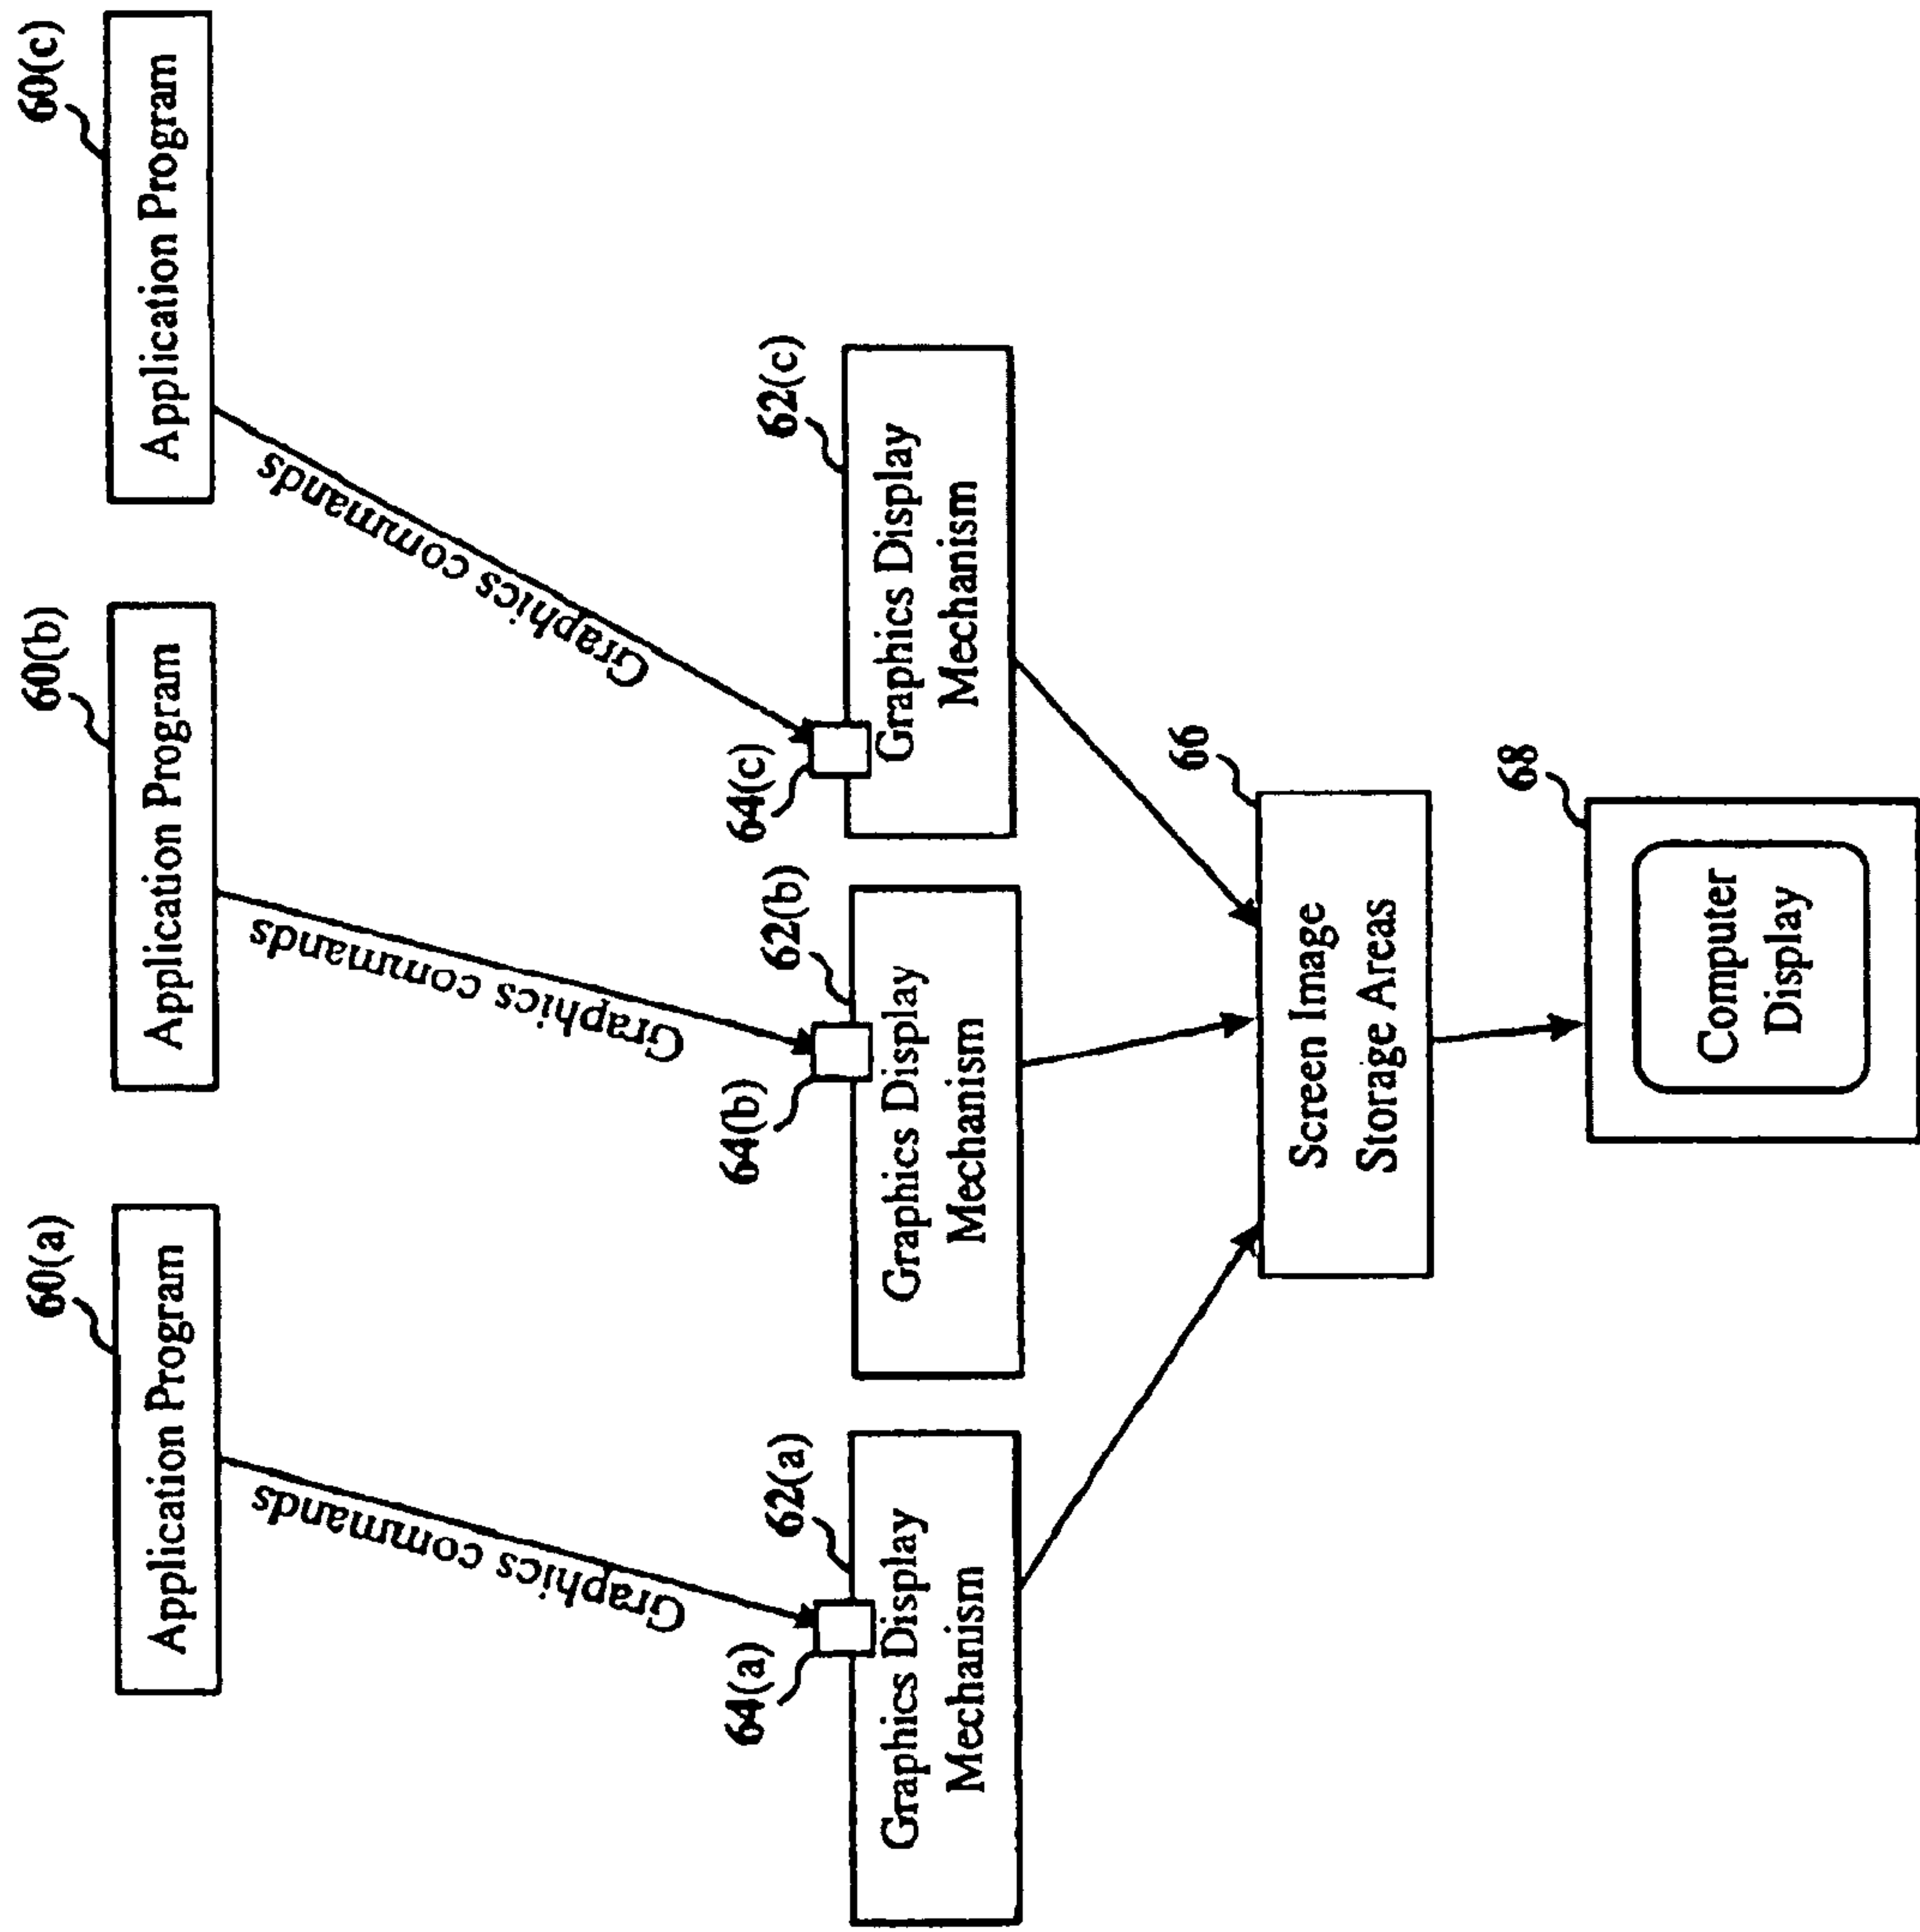 60(a)
Application Program
60(b)
Application Program
60(c)
Application Program
Graphics commands
Graphics commands
Graphics commands
64(a)
62(a)
Graphics Display
Mechanism
64(b)
62(b)
Graphics Display
Mechanism
64(c)
62(c)
Graphics Display
Mechanism
66
Screen Image
Storage Areas
68
Computer
Display